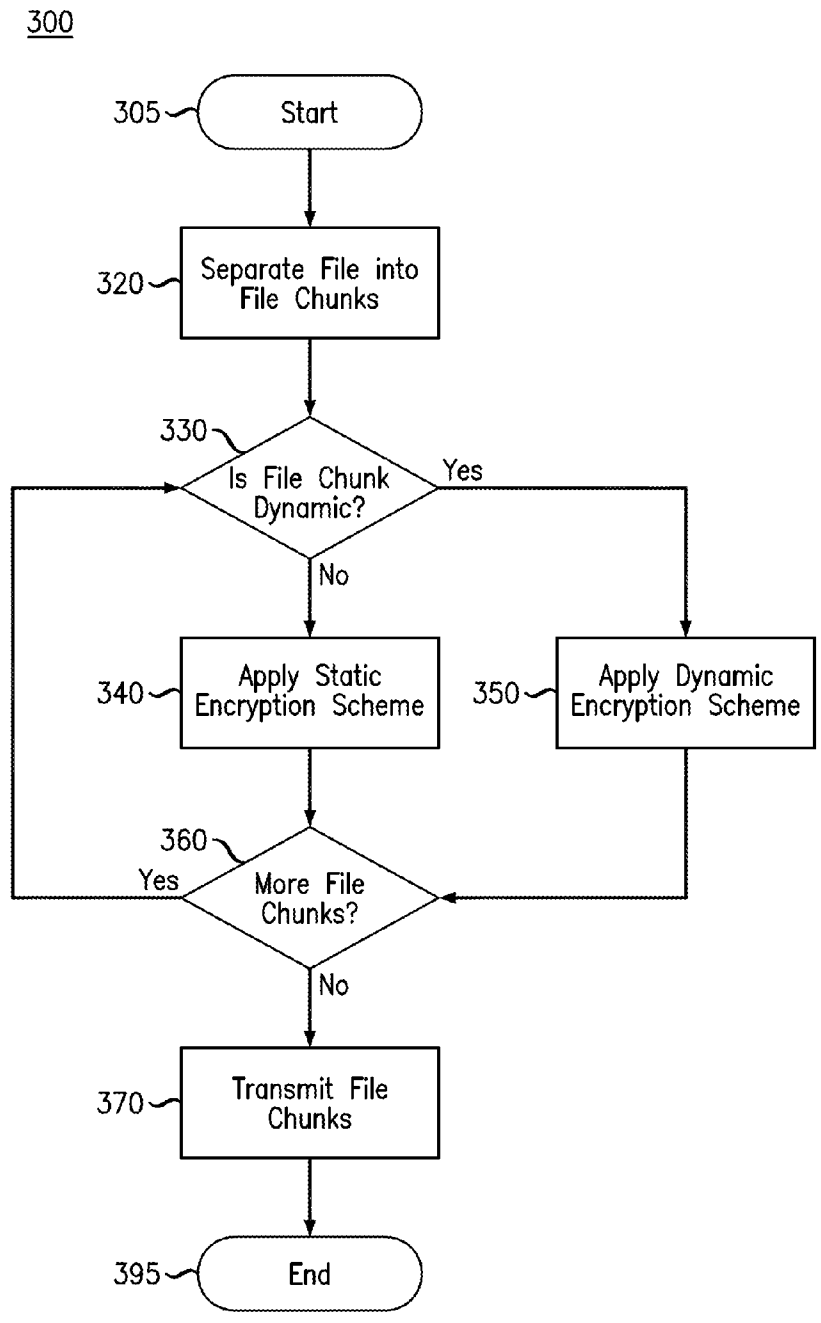 300
305
Start
320
Separate File into
File Chunks
330
Is File Chunk
Dynamic?
Yes
No
340
Apply Static
Encryption Scheme
350
Apply Dynamic
Encryption Scheme
360
Yes
More File
Chunks?
No
370
Transmit File
Chunks
395
End